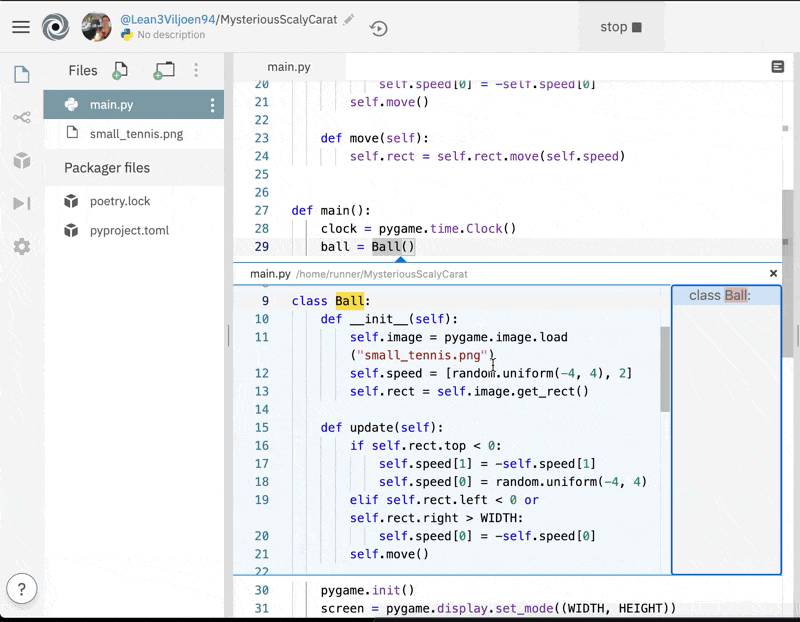 @Lean3Viljoen94/MysteriousScalyCarat
No description
stop
Files
main.py
small_tennis.png
Packager files
poetry.lock
pyproject.toml
?
main.py
20 self.speed[0] = -self.speed[0]
21 self.move()
22
23 def move(self):
24 self.rect = self.rect.move(self.speed)
25
26
27 def main():
28 clock = pygame.time.Clock()
29 ball = Ball()
main.py /home/runner/MysteriousScalyCarat
9 class Ball:
10 def __init__(self):
11 self.image = pygame.image.load
("small_tennis.png")
12 self.speed = [random.uniform(-4, 4), 2]
13 self.rect = self.image.get_rect()
14
15 def update(self):
16 if self.rect.top < 0:
17 self.speed[1] = -self.speed[1]
18 self.speed[0] = random.uniform(-4, 4)
19 elif self.rect.left < 0 or
self.rect.right > WIDTH:
20 self.speed[0] = -self.speed[0]
21 self.move()
22
class Ball:
30 pygame.init()
31 screen = pygame.display.set_mode((WIDTH, HEIGHT))